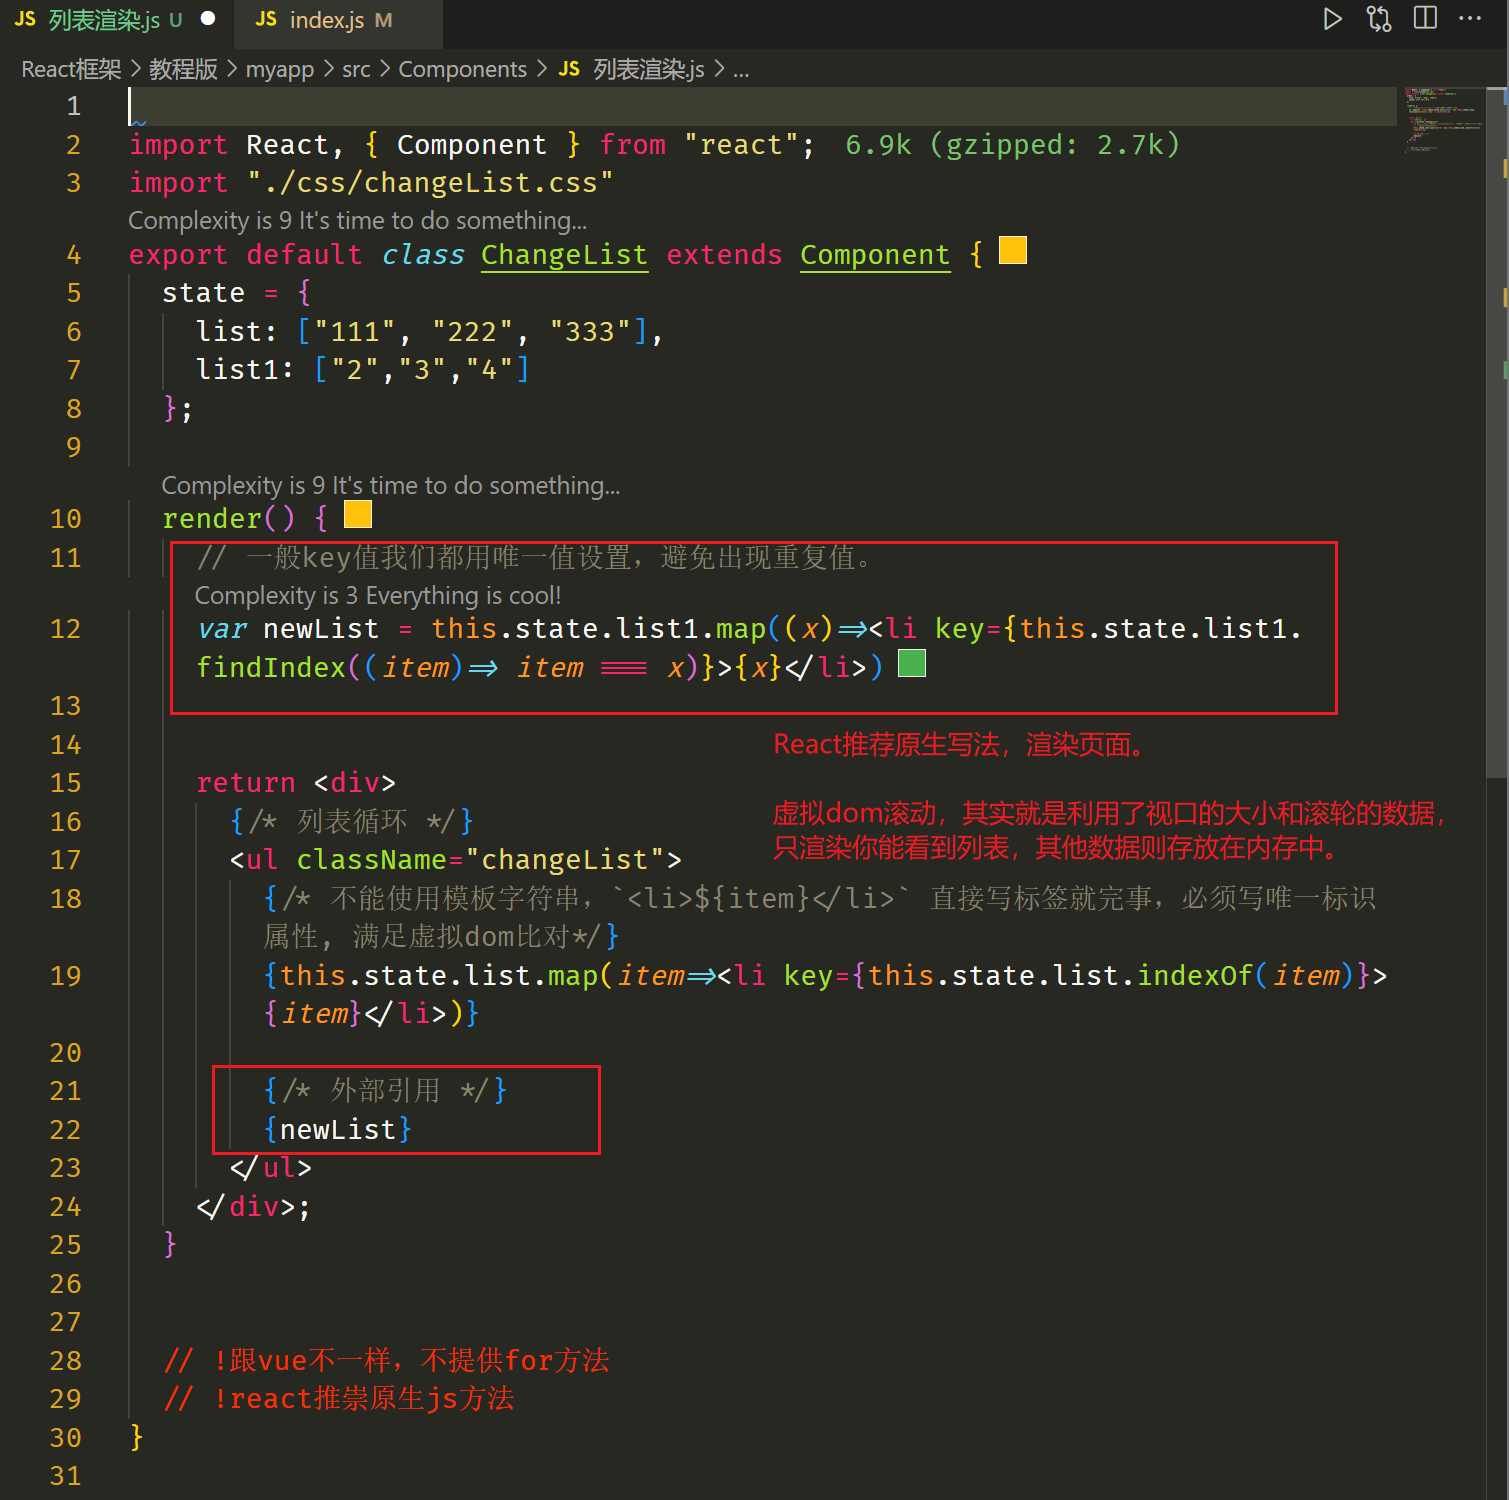 JS 列表渲染.js U
JS index.js M
React框架 > 教程版 > myapp > src > Components > JS 列表渲染.js > ...
1
2 import React, { Component } from "react"; 6.9k (gzipped: 2.7k)
3 import "./css/changeList.css"
Complexity is 9 It's time to do something...
4 export default class ChangeList extends Component {
5 state = {
6 list: ["111", "222", "333"],
7 list1: ["2","3","4"]
8 };
9
Complexity is 9 It's time to do something...
10 render() {
11 // 一般key值我们都用唯一值设置，避免出现重复值。
Complexity is 3 Everything is cool!
12 var newList = this.state.list1.map((x)=><li key={this.state.list1.
findIndex((item)=> item === x)}>{x}</li>)
13
14
React推荐原生写法，渲染页面。
15 return <div>
16 {/* 列表循环 */}
虚拟dom滚动，其实就是利用了视口的大小和滚轮的数据，
只渲染你能看到列表，其他数据则存放在内存中。
17 <ul className="changeList">
18 {/* 不能使用模板字符串，`<li>${item}</li>` 直接写标签就完事，必须写唯一标识
属性, 满足虚拟dom比对*/}
19 {this.state.list.map(item=><li key={this.state.list.indexOf(item)}>
{item}</li>)}
20
21 {/* 外部引用 */}
22 {newList}
23 </ul>
24 </div>;
25 }
26
27
28 // !跟vue不一样，不提供for方法
29 // !react推崇原生js方法
30 }
31